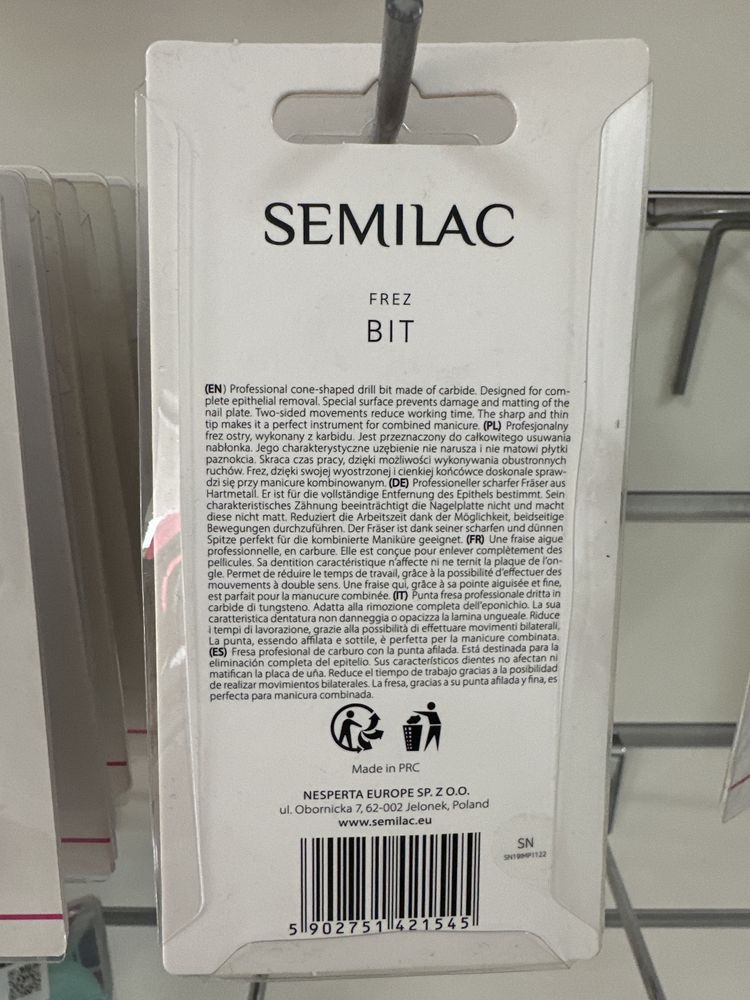 SEMILAC
FREZ
BIT
(EN) Professional cone-shaped drill bit made of carbide. Designed for com-
plete epithelial removal. Special surface prevents damage and matting of the
nail plate. Two-sided movements reduce working time. The sharp and thin
tip makes it a perfect instrument for combined manicure. (PL) Profesjonalny
frez ostry, wykonany z karbidu. Jest przeznaczony do całkowitego usuwania
nabłonka. Jego charakterystyczne uzębienie nie narusza i nie matowi płytki
paznokcia. Skraca czas pracy, dzięki możliwości wykonywania obustronnych
ruchów. Frez, dzięki swojej wyostrzonej i cienkiej końcówce doskonale spraw-
dzi się przy manicure kombinowanym. (DE) Professioneller scharfer Fräser aus
Hartmetall. Er ist für die vollständige Entfernung des Epithels bestimmt. Sein
charakteristisches Zähnung beeinträchtigt die Nagelplatte nicht und macht
diese nicht matt. Reduziert die Arbeitszeit dank der Möglichkeit, beidseitige
Bewegungen durchzuführen. Der Fräser ist dank seiner scharfen und dünnen
Spitze perfekt für die kombinierte Maniküre geeignet. (FR) Une fraise aigue
professionnelle, en carbure. Elle est conçue pour enlever complètement des
pellicules. Sa dentition caractéristique n'affecte ni ne ternit la plaque de l'on-
gle. Permet de réduire le temps de travail, grâce à la possibilité d'effectuer des
mouvements à double sens. Une fraise qui, grâce à sa pointe aiguisée et fine,
est parfait pour la manucure combinée. (IT) Punta fresa professionale dritta in
carbide di tungsteno. Adatta alla rimozione completa dell'eponichio. La sua
caratteristica dentatura non danneggia o opacizza la lamina ungueale. Riduce
i tempi di lavorazione, grazie alla possibilità di effettuare movimenti bilaterali.
La punta, essendo affilata e sottile, è perfetta per la manicure combinata.
(ES) Fresa profesional de carburo con la punta afilada. Está destinada para la
eliminación completa del epitelio. Sus característicos dientes no afectan ni
matifican la placa de uña. Reduce el tiempo de trabajo gracias a la posibilidad
de realizar movimientos bilaterales. La fresa, gracias a su punta afilada y fina, es
perfecta para manicura combinada.
Made in PRC
NESPERTA EUROPE SP. Z O.O.
ul. Obornicka 7, 62-002 Jelonek, Poland
www.semilac.eu
SN
SN19IMP1122
5 902751 421545